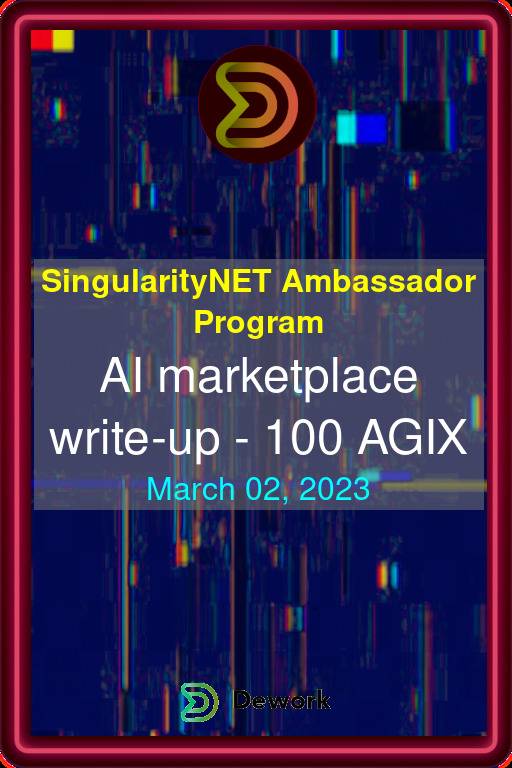 SingularityNET Ambassador
Program
AI marketplace
write-up - 100 AGIX
March 02, 2023
Dework